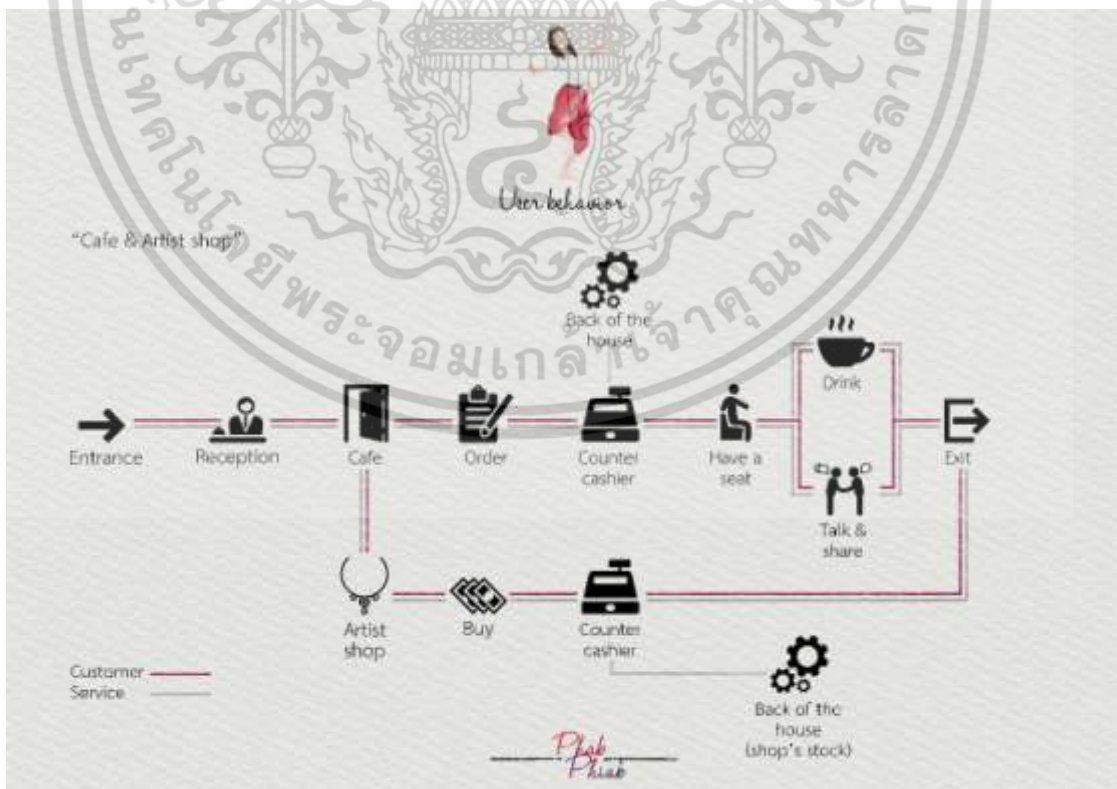 User behavior
"Cafe & Artist shop"
Back of the
house
Drink
Entrance
Reception
Cafe
Order
Counter
cashier
Have a
seat
Exit
Talk &
share
Artist
shop
Buy
Counter
cashier
Customer
Service
Back of the
house
(shop's stock)
Phab
Phiab